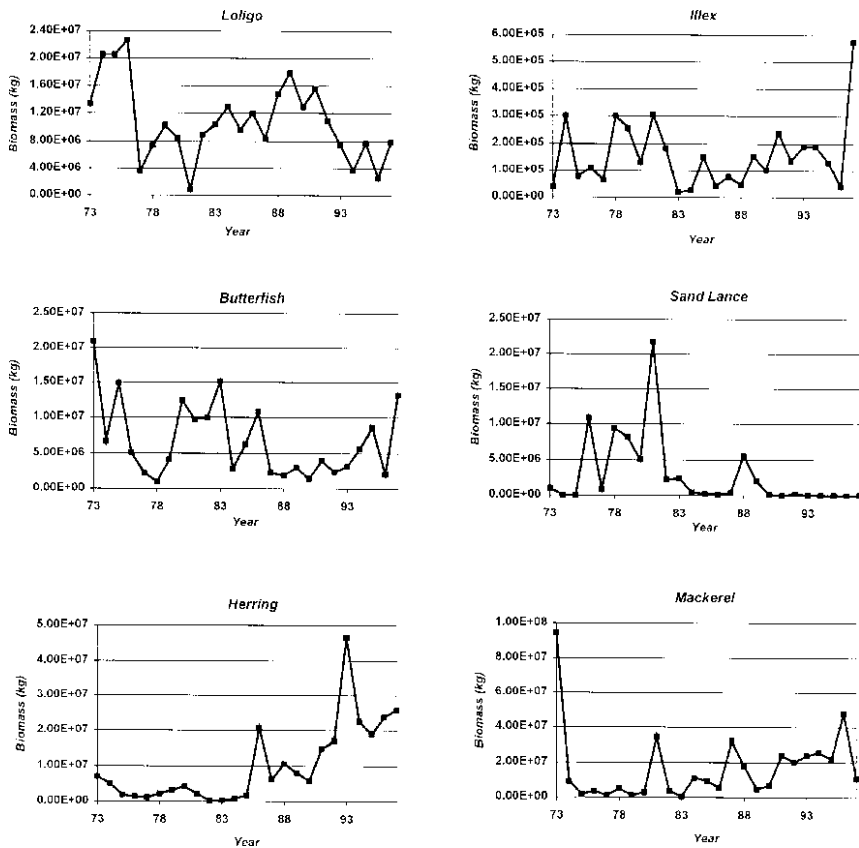 Loligo
Biomass (kg)
2.40E+07
2.00E+07
1.60E+07
1.20E+07
8.00E+06
4.00E+06
0.00E+00
73 78 83 88 93
Year
Illex
Biomass (kg)
6.00E+05
5.00E+05
4.00E+05
3.00E+05
2.00E+05
1.00E+05
0.00E+00
73 78 83 88 93
Year
Butterfish
Biomass (kg)
2.50E+07
2.00E+07
1.50E+07
1.00E+07
5.00E+06
0.00E+00
73 78 83 88 93
Year
Sand Lance
Biomass (kg)
2.50E+07
2.00E+07
1.50E+07
1.00E+07
5.00E+06
0.00E+00
73 78 83 88 93
Year
Herring
Biomass (kg)
5.00E+07
4.00E+07
3.00E+07
2.00E+07
1.00E+07
0.00E+00
73 78 83 88 93
Year
Mackerel
Biomass (kg)
1.00E+08
8.00E+07
6.00E+07
4.00E+07
2.00E+07
0.00E+00
73 78 83 88 93
Year